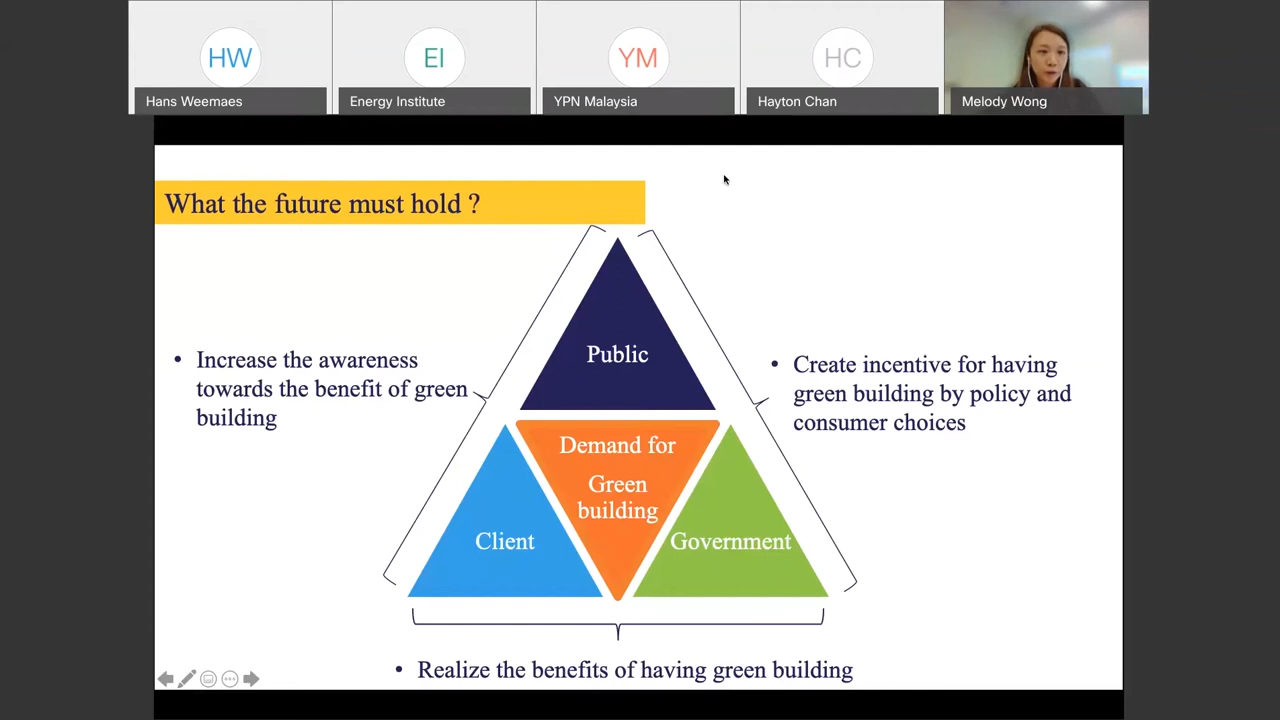 HW
EI
YM
HC
Hans Weemaes
Energy Institute
YPN Malaysia
Hayton Chan
Melody Wong
What the future must hold ?
Public
• Increase the awareness
towards the benefit of green
building
• Create incentive for having
green building by policy and
consumer choices
Demand for
Green
building
Client
Government
• Realize the benefits of having green building